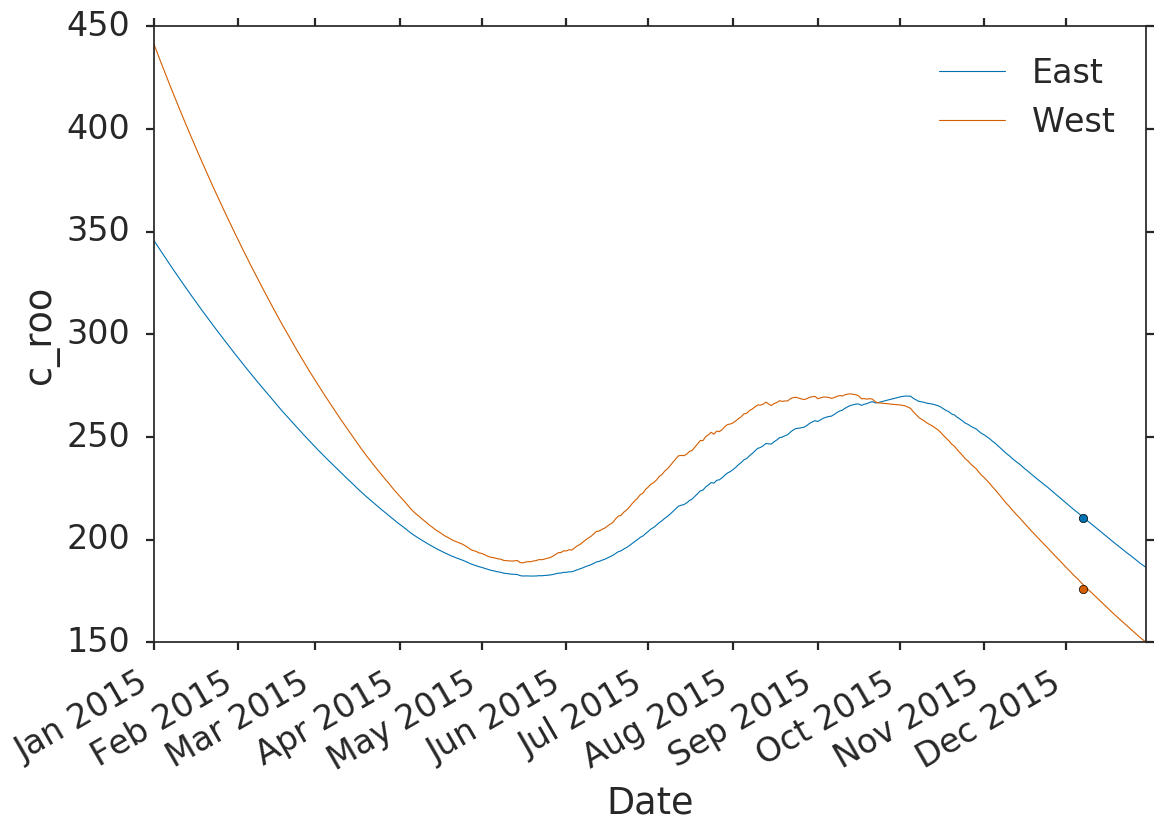 450
400
350
300
250
200
150
c_roo
East
West
Jan 2015
Feb 2015
Mar 2015
Apr 2015
May 2015
Jun 2015
Jul 2015
Aug 2015
Sep 2015
Oct 2015
Nov 2015
Dec 2015
Date